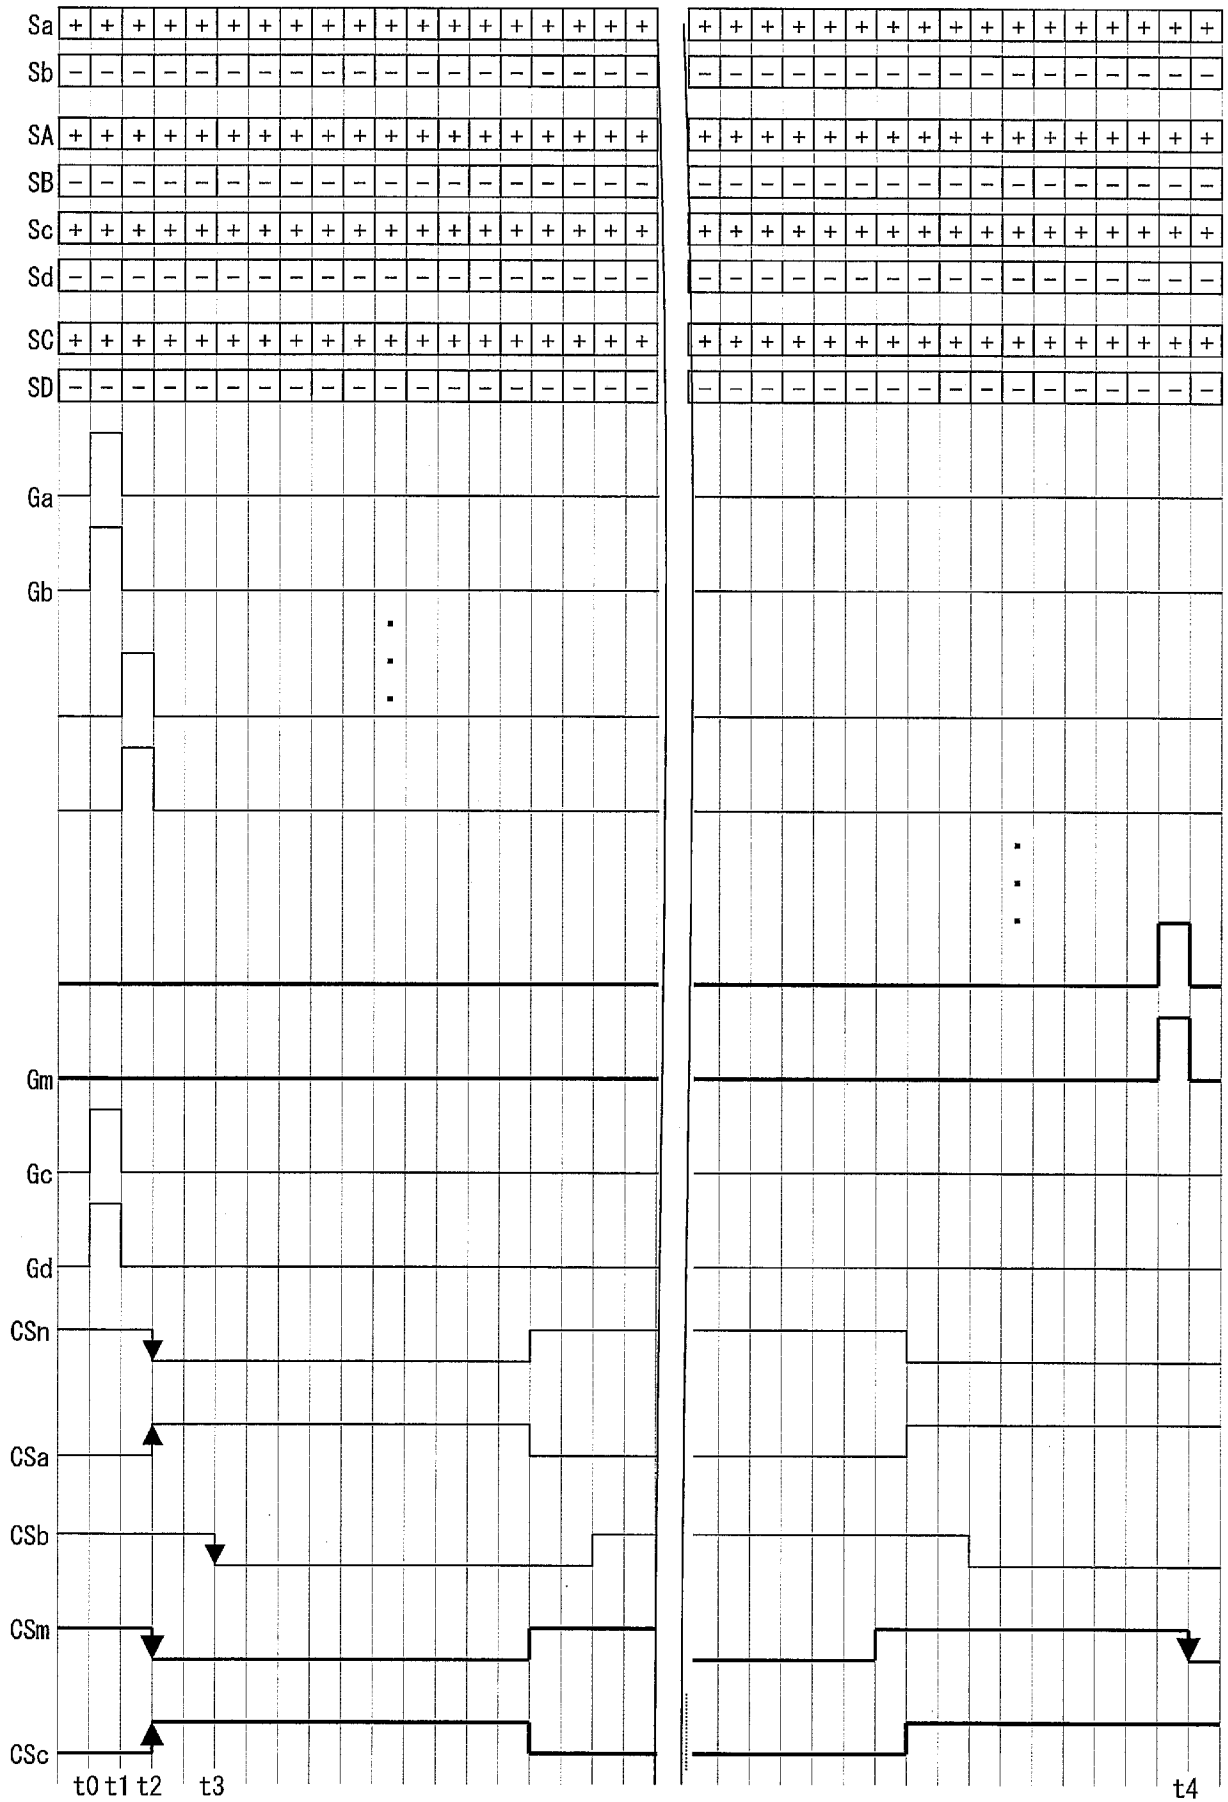 Sa + + + + + + + + + + + + + + + + + + + + + + + + + + + + + + + + + + + +
Sb − − − − − − − − − − − − − − − − − − − − − − − − − − − − − − − − − − − −
SA + + + + + + + + + + + + + + + + + + + + + + + + + + + + + + + + + + + +
SB − − − − − − − − − − − − − − − − − − − − − − − − − − − − − − − − − − − −
Sc + + + + + + + + + + + + + + + + + + + + + + + + + + + + + + + + + + + +
Sd − − − − − − − − − − − − − − − − − − − − − − − − − − − − − − − − − − − −
SC + + + + + + + + + + + + + + + + + + + + + + + + + + + + + + + + + + + +
SD − − − − − − − − − − − − − − − − − − − − − − − − − − − − − − − − − − − −
Ga
Gb
Gm
Gc
Gd
CSn
CSa
CSb
CSm
CSc
t0 t1 t2 t3 t4